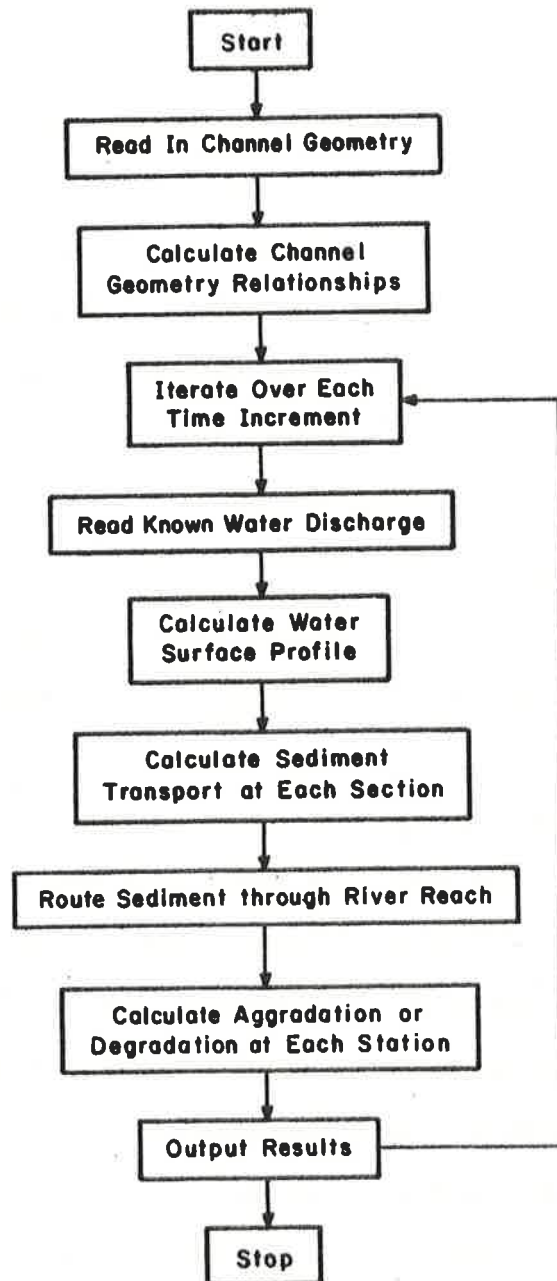 Start
Read In Channel Geometry
Calculate Channel
Geometry Relationships
Iterate Over Each
Time Increment
Read Known Water Discharge
Calculate Water
Surface Profile
Calculate Sediment
Transport at Each Section
Route Sediment through River Reach
Calculate Aggradation or
Degradation at Each Station
Output Results
Stop